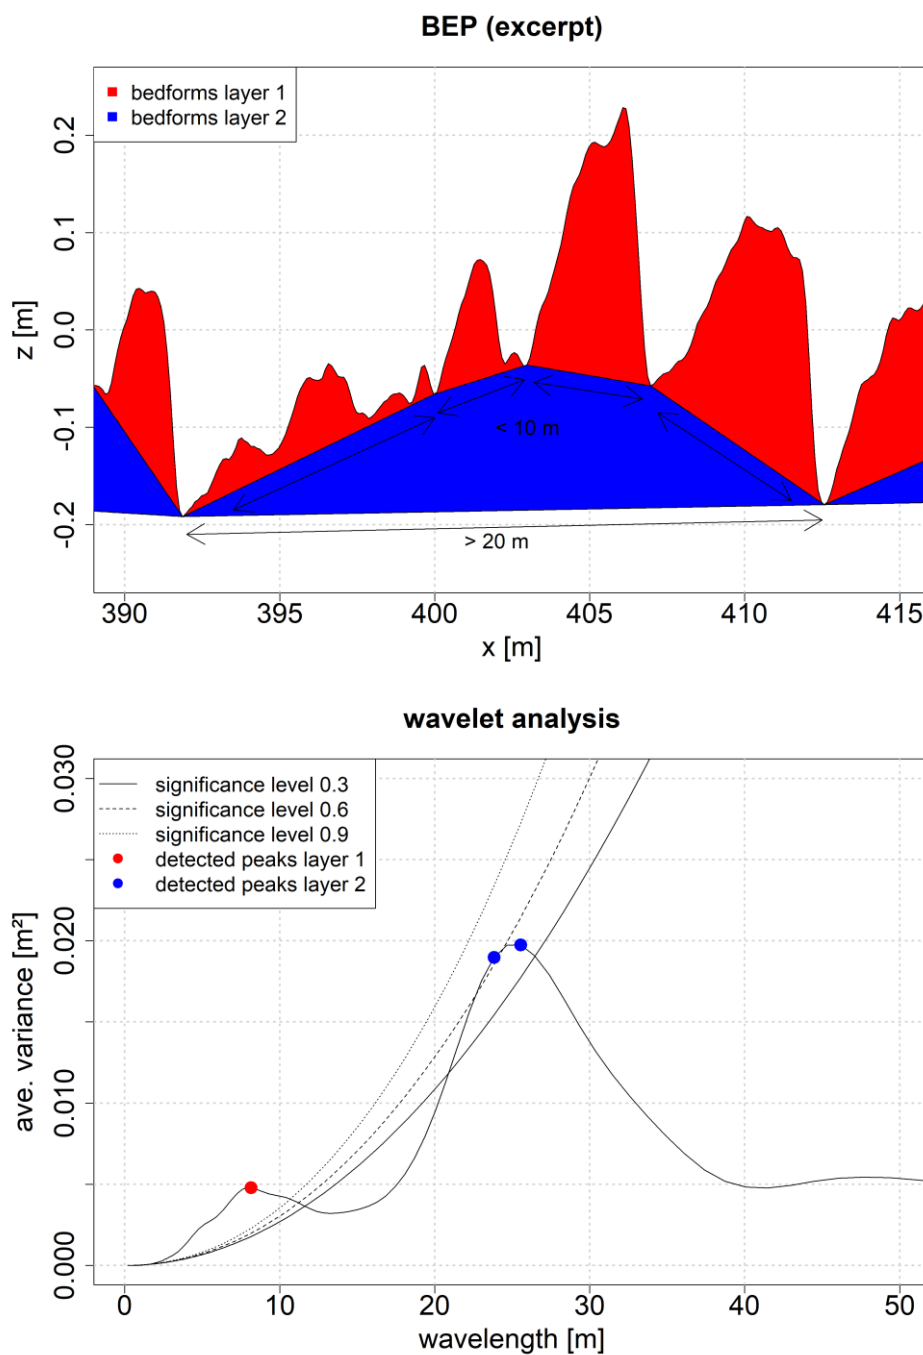 BEP (excerpt)
bedforms layer 1
bedforms layer 2
z [m]
0.2
0.1
0.0
-0.1
-0.2
< 10 m
> 20 m
390 395 400 405 410 415
x [m]
wavelet analysis
significance level 0.3
significance level 0.6
significance level 0.9
detected peaks layer 1
detected peaks layer 2
ave. variance [m²]
0.030
0.020
0.010
0.000
0 10 20 30 40 50
wavelength [m]